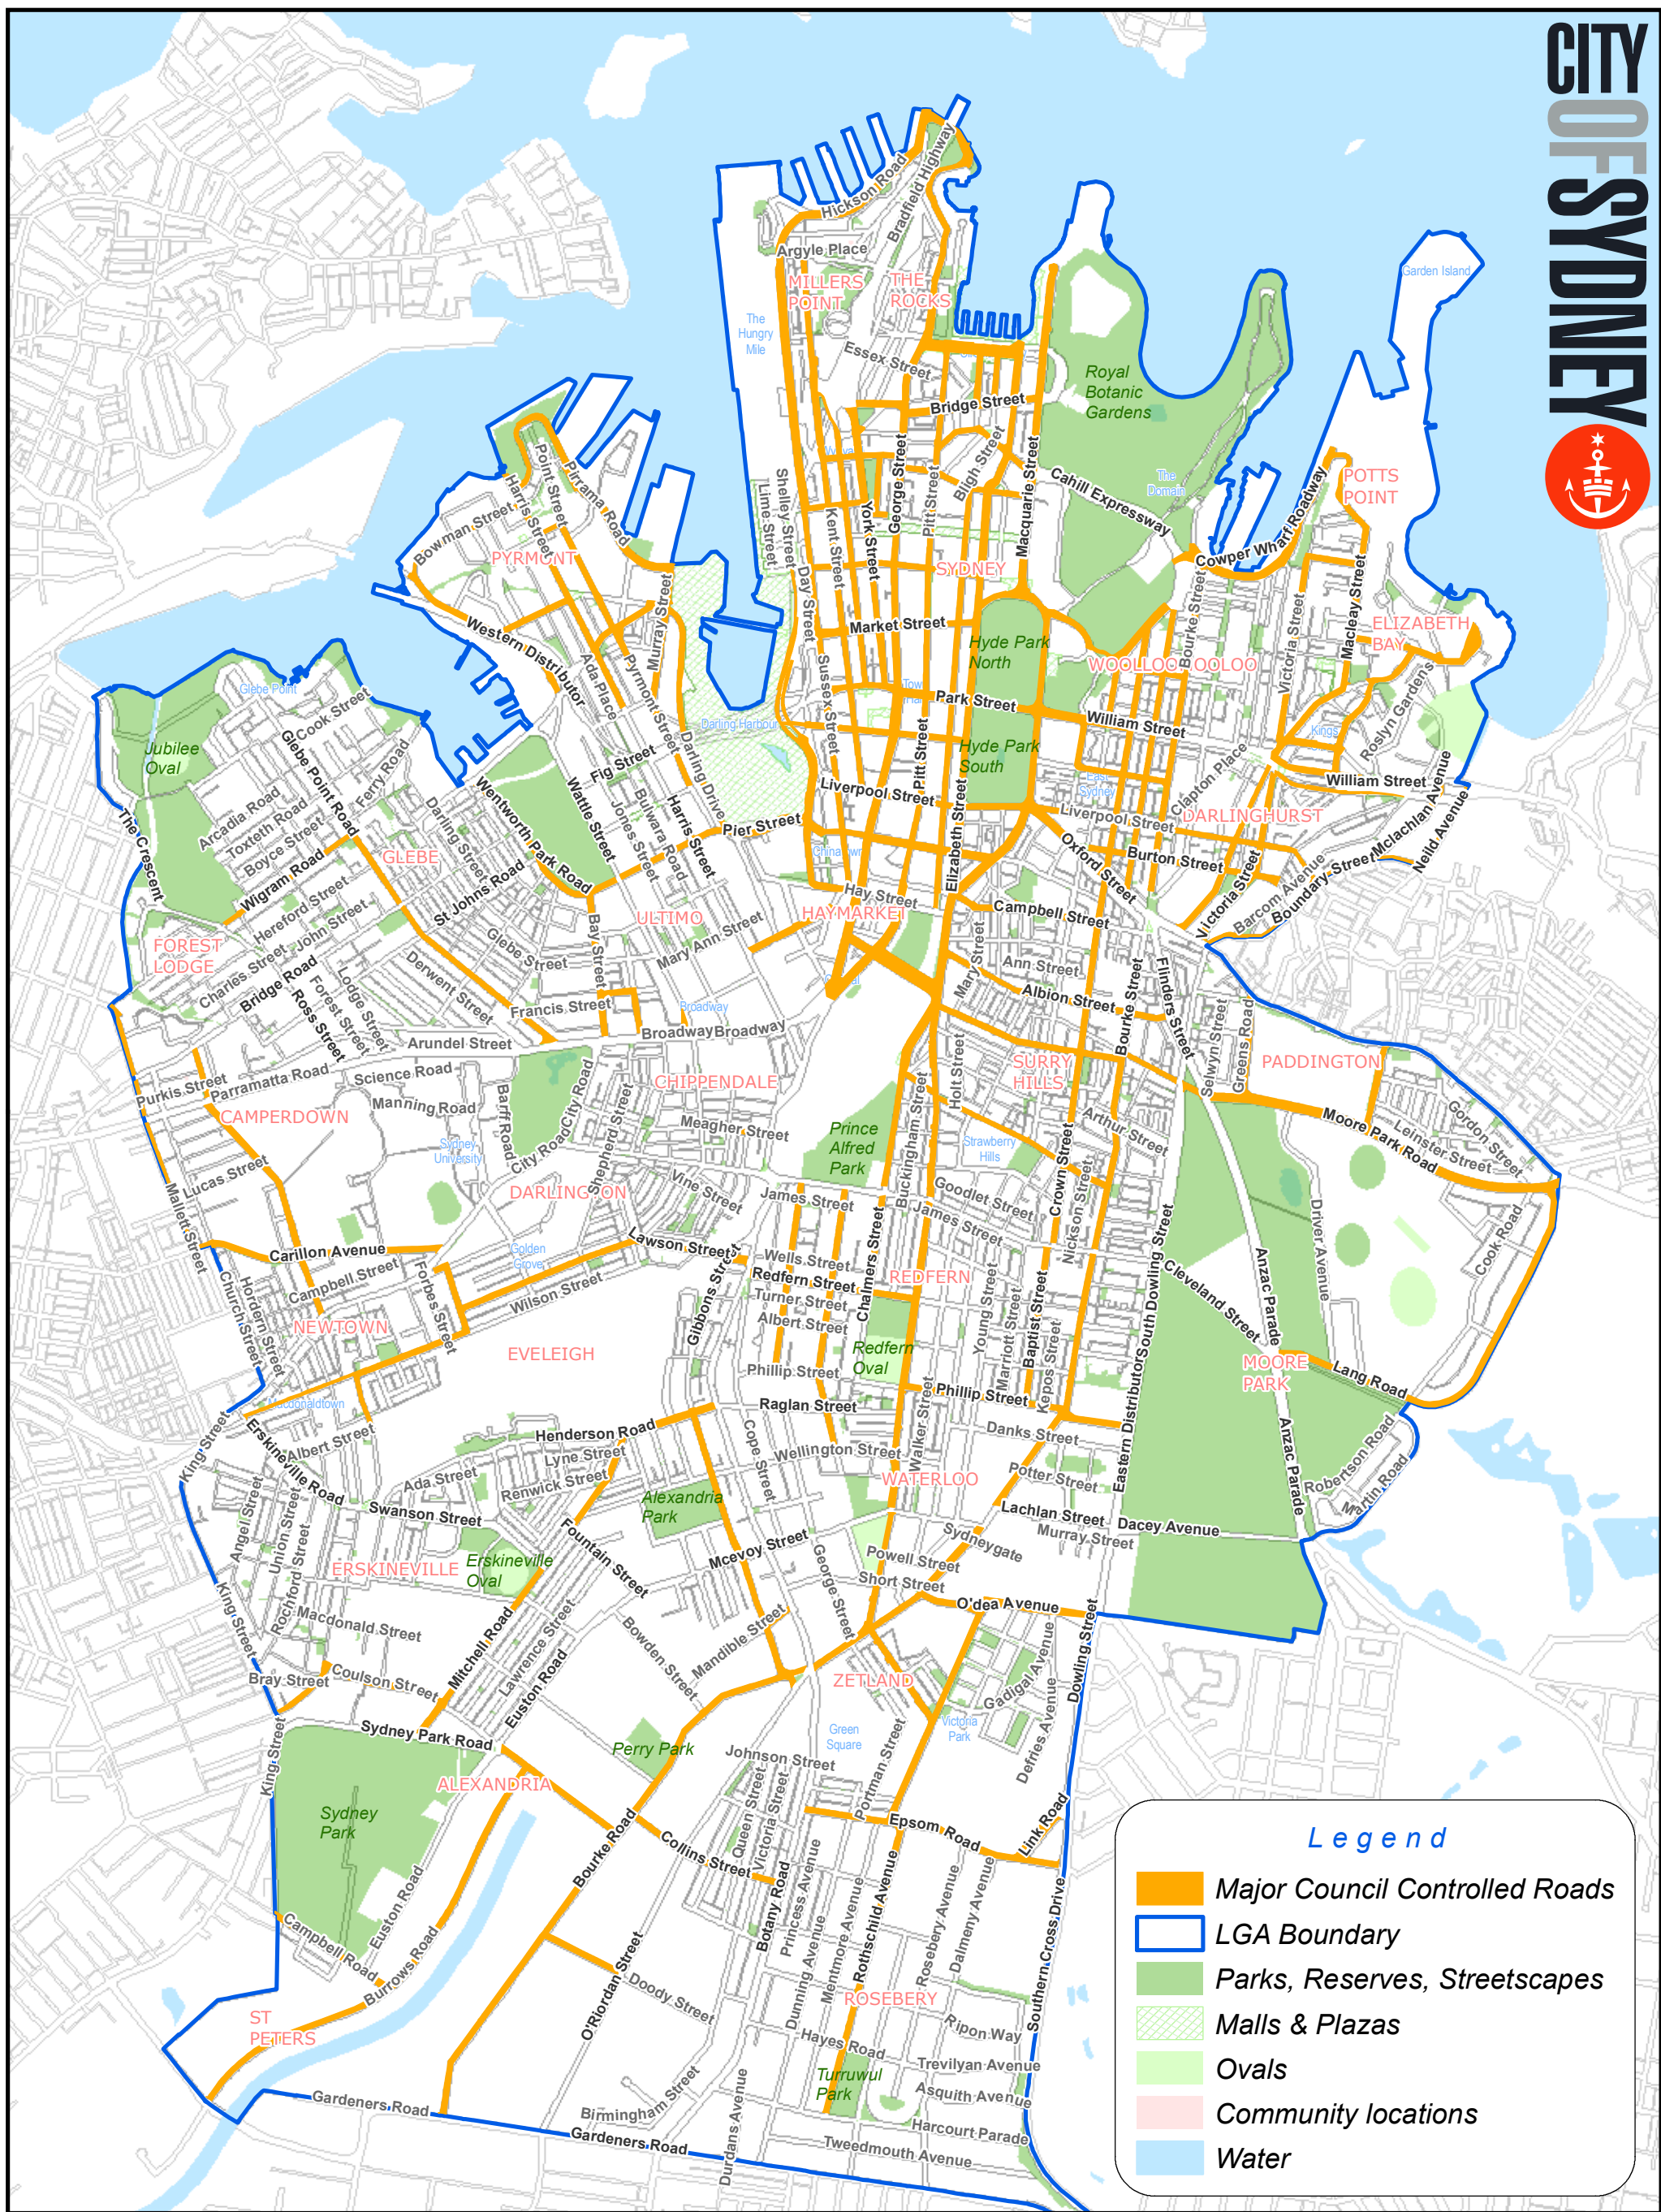 CITY
OF
SYDNEY
Garden Island
Hickson Road
Bradfield Highway
Argyle Place
MILLERS
POINT
THE
ROCKS
The
Hungry
Mile
Essex Street
Royal
Botanic
Gardens
Bridge Street
Bligh Street
George Street
Pitt Street
Macquarie Street
Cahill Expressway
The
Domain
POTTS
POINT
Cowper Wharf Roadway
Point Street
Pirrama Road
Harris Street
Bowman Street
PYRMONT
Shelley Street
Lime Street
Kent Street
York Street
Day Street
SYDNEY
Bourke Street
Victoria Street
Macleay Street
ELIZABETH
BAY
Market Street
Hyde Park
North
WOOLLOOMOOLOO
Western Distributor
Murray Street
Ada Place
Pyrmont Street
Sussex Street
Park Street
William Street
Roslyn Gardens
Kings
Glebe Point
Cook Street
Jubilee
Oval
Darling Harbour
Hyde Park
South
Pitt Street
Glebe Point Road
Ferry Road
Fig Street
Darling Drive
Wentworth Park Road
Wattle Street
Jones Street
Bulwara Road
Harris Street
Liverpool Street
East
Sydney
Clapton Place
William Street
Mclachlan Avenue
Neild Avenue
The Crescent
Arcadia Road
Toxteth Road
Boyce Street
Wigram Road
Darling Street
GLEBE
Pier Street
Chinatown
Elizabeth Street
Liverpool Street
DARLINGHURST
Oxford Street
Burton Street
Victoria Street
Barcom Avenue
Boundary Street
Hereford Street
St Johns Road
John Street
Charles Street
Bridge Road
Ross Street
Forest Street
Lodge Street
Derwent Street
Glebe Street
FOREST
LODGE
Bay Street
ULTIMO
Mary Ann Street
HAYMARKET
Hay Street
Campbell Street
Mary Street
Ann Street
Albion Street
Bourke Street
Flinders Street
Selwyn Street
Greens Road
PADDINGTON
Francis Street
Broadway
Broadway
Broadway
Arundel Street
Purkis Street
Parramatta Road
Science Road
Manning Road
CAMPERDOWN
Barff Road
City Road
City Road
Sydney
University
Shepherd Street
CHIPPENDALE
Meagher Street
Prince
Alfred
Park
Buckingham Street
Holt Street
SURRY
HILLS
Strawberry
Hills
Arthur Street
Crown Street
Nickson Street
Moore Park Road
Leinster Street
Gordon Street
Cook Road
Driver Avenue
Lucas Street
Mallett Street
DARLINGTON
Vine Street
James Street
Goodlet Street
James Street
South Dowling Street
Cleveland Street
Anzac Parade
Carillon Avenue
Campbell Street
Church Street
Hordern Street
Forbes Street
Golden
Grove
Lawson Street
Wilson Street
Wells Street
Redfern Street
Turner Street
Albert Street
Chalmers Street
REDFERN
Gibbons Street
Young Street
Marriott Street
Baptist Street
Kepos Street
NEWTOWN
EVELEIGH
Redfern
Oval
MOORE
PARK
Lang Road
Macdonaldtown
King Street
Phillip Street
Phillip Street
Raglan Street
Walker Street
Danks Street
Eastern Distributor
Anzac Parade
Robertson Road
Martin Road
Erskineville Road
Albert Street
Henderson Road
Lyne Street
Ada Street
Renwick Street
Cope Street
Wellington Street
WATERLOO
Potter Street
Alexandria
Park
Lachlan Street
Murray Street
Dacey Avenue
Angel Street
Union Street
Rochford Street
Swanson Street
ERSKINEVILLE
Erskineville
Oval
Fountain Street
Mcevoy Street
George Street
Powell Street
Short Street
Sydneygate
O'dea Avenue
King Street
Macdonald Street
Mitchell Road
Lawrence Street
Euston Road
Bowden Street
Mandible Street
ZETLAND
Gadigal Avenue
Defries Avenue
Dowling Street
Bray Street
Coulson Street
Sydney Park Road
King Street
Perry Park
Green
Square
Victoria
Park
Johnson Street
Queen Street
Victoria Street
Portman Street
ALEXANDRIA
Sydney
Park
Bourke Road
Collins Street
Botany Road
Princess Avenue
Dunning Avenue
Mentmore Avenue
Rothschild Avenue
Epsom Road
Link Road
Rosebery Avenue
Dalmeny Avenue
Southern Cross Drive
Campbell Road
Euston Road
Burrows Road
ST
PETERS
Doody Street
O'Riordan Street
ROSEBERY
Ripon Way
Hayes Road
Trevilyan Avenue
Turruwul
Park
Asquith Avenue
Harcourt Parade
Tweedmouth Avenue
Gardeners Road
Birmingham Street
Gardeners Road
Durdans Avenue
Legend
Major Council Controlled Roads
LGA Boundary
Parks, Reserves, Streetscapes
Malls & Plazas
Ovals
Community locations
Water